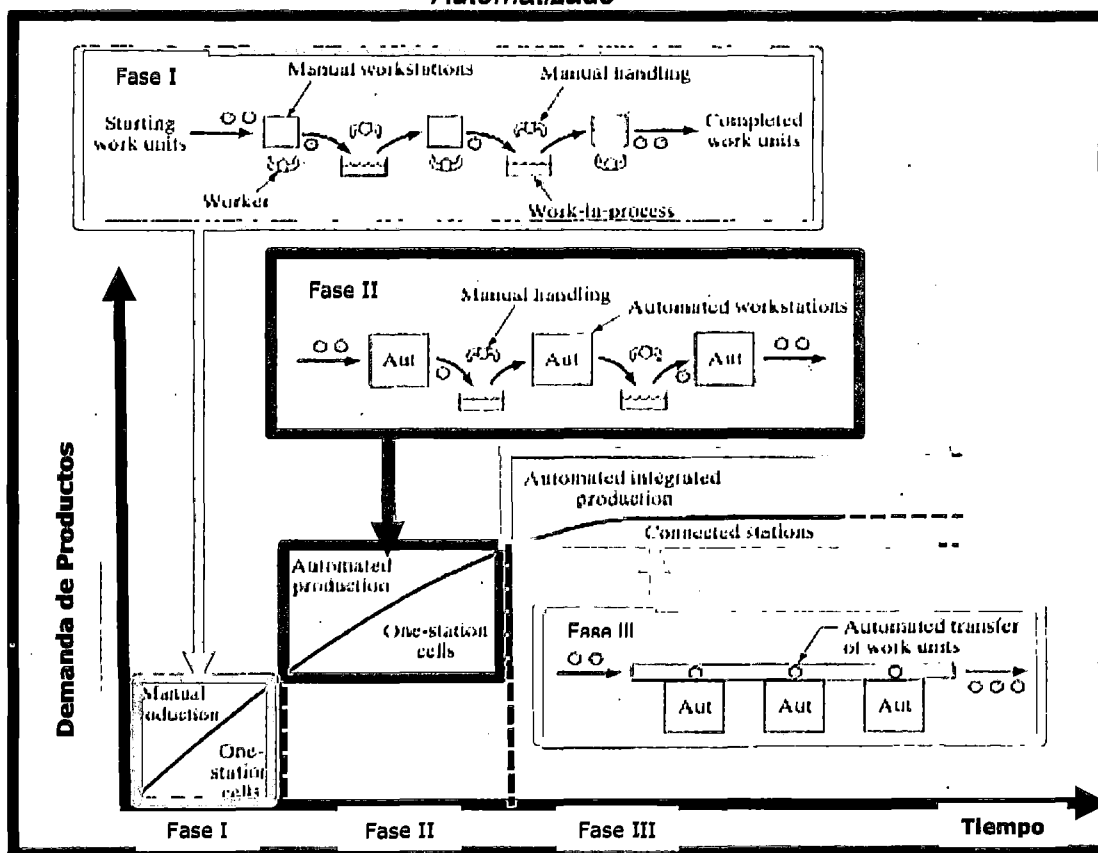 Automatizado
Fase I
Manual workstations
Manual handling
Starting
work units
Completed
work units
Worker
Work-in-process
Fase II
Manual handling
Automated workstations
Aut
Aut
Aut
Demanda de Productos
Automated integrated
production
Connected stations
Automated
production
One-station
cells
Fase III
Automated transfer
of work units
Aut
Aut
Aut
Manual
oduction
One-
station
cells
Fase I
Fase II
Fase III
Tiempo